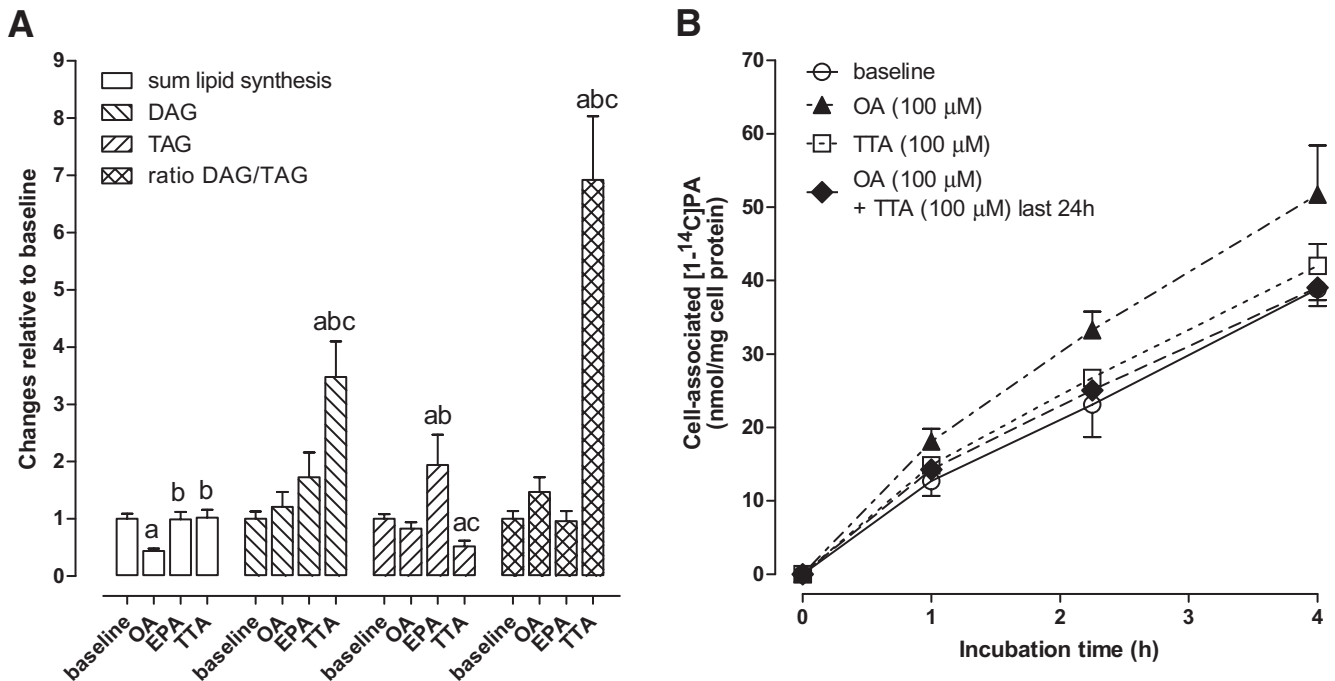 A
Changes relative to baseline
9
8
7
6
5
4
3
2
1
0
sum lipid synthesis
DAG
TAG
ratio DAG/TAG
a
b
b
abc
ab
ac
abc
baseline
OA
EPA
TTA
baseline
OA
EPA
TTA
baseline
OA
EPA
TTA
baseline
OA
EPA
TTA
B
Cell-associated [1-¹⁴C]PA
(nmol/mg cell protein)
70
60
50
40
30
20
10
0
baseline
OA (100 μM)
TTA (100 μM)
OA (100 μM)
+ TTA (100 μM) last 24h
0
1
2
3
4
Incubation time (h)